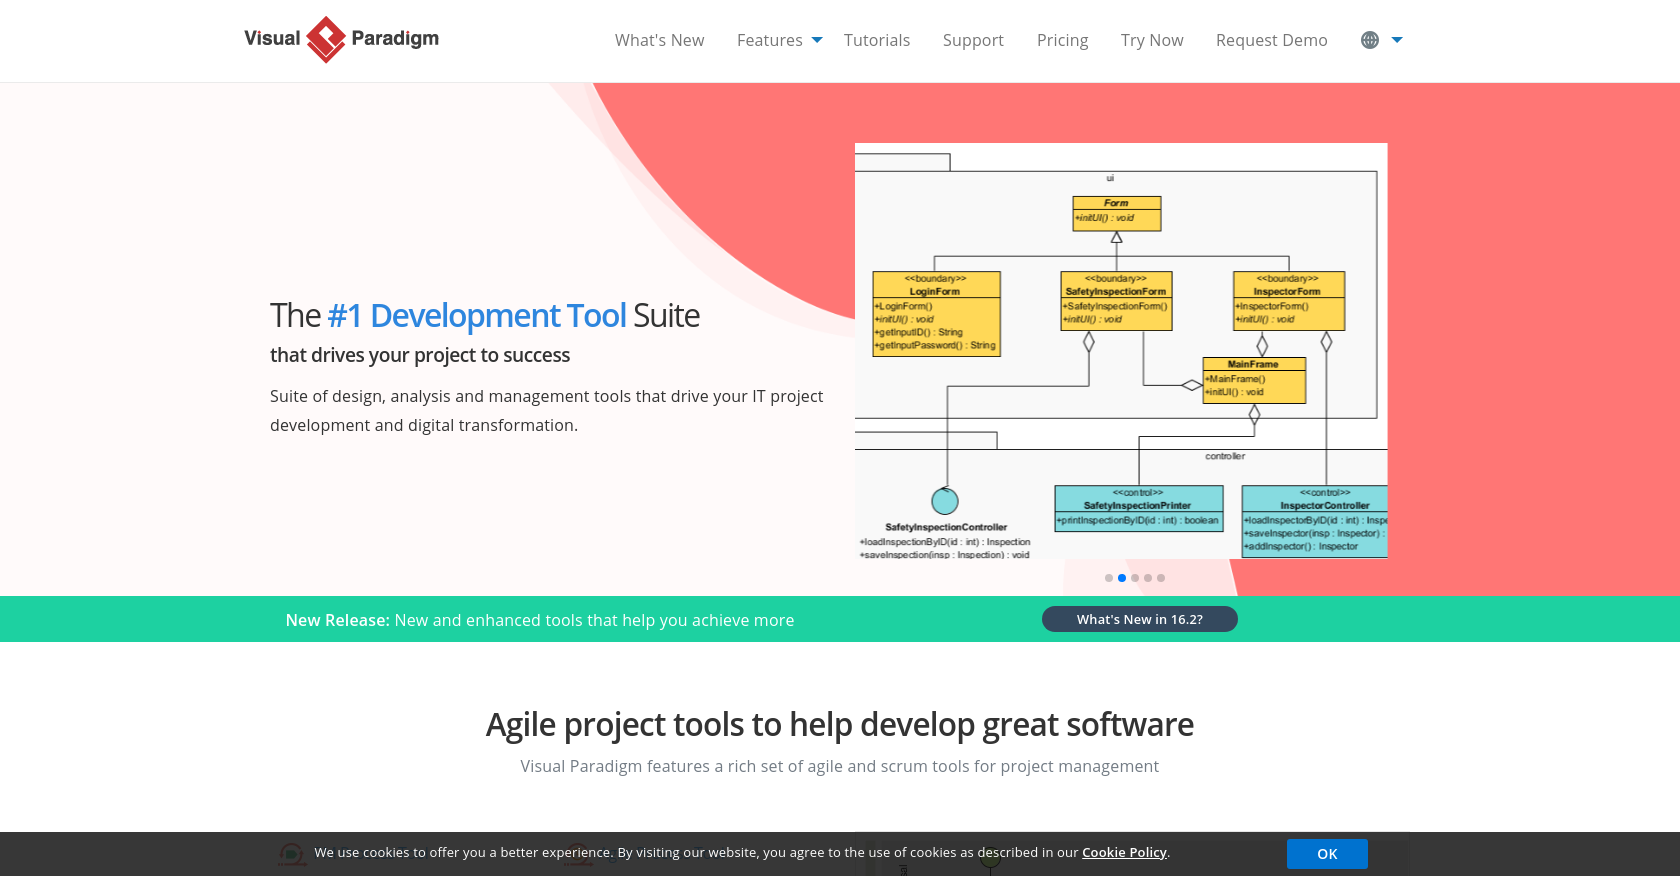 Visual Paradigm
What's New Features Tutorials Support Pricing Try Now Request Demo
The #1 Development Tool Suite
that drives your project to success
Suite of design, analysis and management tools that drive your IT project
development and digital transformation.
ui
Form
+initUI() : void
<<boundary>>
LoginForm
+LoginForm()
+initUI() : void
+getInputID() : String
+getInputPassword() : String
<<boundary>>
SafetyInspectionForm
+SafetyInspectionForm()
+initUI() : void
<<boundary>>
InspectorForm
+InspectorForm()
+initUI() : void
MainFrame
+MainFrame()
+initUI() : void
controller
SafetyInspectionController
+loadInspectionByID(id : int) : Inspection
+saveInspection(insp : Inspection) : void
<<control>>
SafetyInspectionPrinter
+printInspectionByID(id : int) : boolean
<<control>>
InspectorController
+loadInspectorByID(id : int) : Inspe
+saveInspector(insp : Inspector) :
+addInspector() : Inspector
New Release: New and enhanced tools that help you achieve more
What's New in 16.2?
Agile project tools to help develop great software
Visual Paradigm features a rich set of agile and scrum tools for project management
We use cookies to offer you a better experience. By visiting our website, you agree to the use of cookies as described in our Cookie Policy.
OK